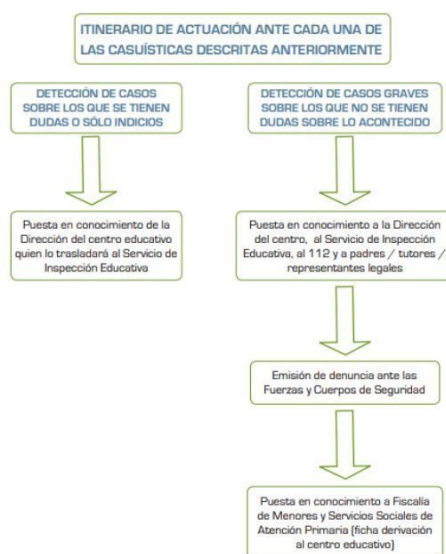 ITINERARIO DE ACTUACIÓN ANTE CADA UNA DE
LAS CASUÍSTICAS DESCRITAS ANTERIORMENTE
DETECCIÓN DE CASOS
SOBRE LOS QUE SE TIENEN
DUDAS O SÓLO INDICIOS
Puesta en conocimiento de la
Dirección del centro educativo
quien lo trasladará al Servicio de
Inspección Educativa
DETECCIÓN DE CASOS GRAVES
SOBRE LOS QUE NO SE TIENEN
DUDAS SOBRE LO ACONTECIDO
Puesta en conocimiento a la Dirección
del centro, al Servicio de Inspección
Educativa, al 112 y a padres / tutores /
representantes legales
Emisión de denuncia ante las
Fuerzas y Cuerpos de Seguridad
Puesta en conocimiento a Fiscalía
de Menores y Servicios Sociales de
Atención Primaria (ficha derivación
al centro educativo)